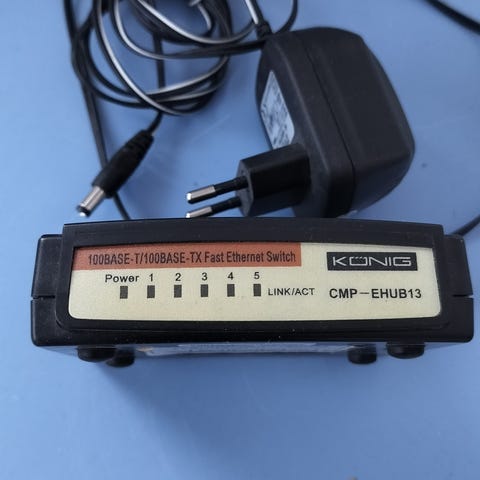 100BASE-T/100BASE-TX Fast Ethernet Switch
KÖNIG
Power 1 2 3 4 5
LINK/ACT
CMP-EHUB13